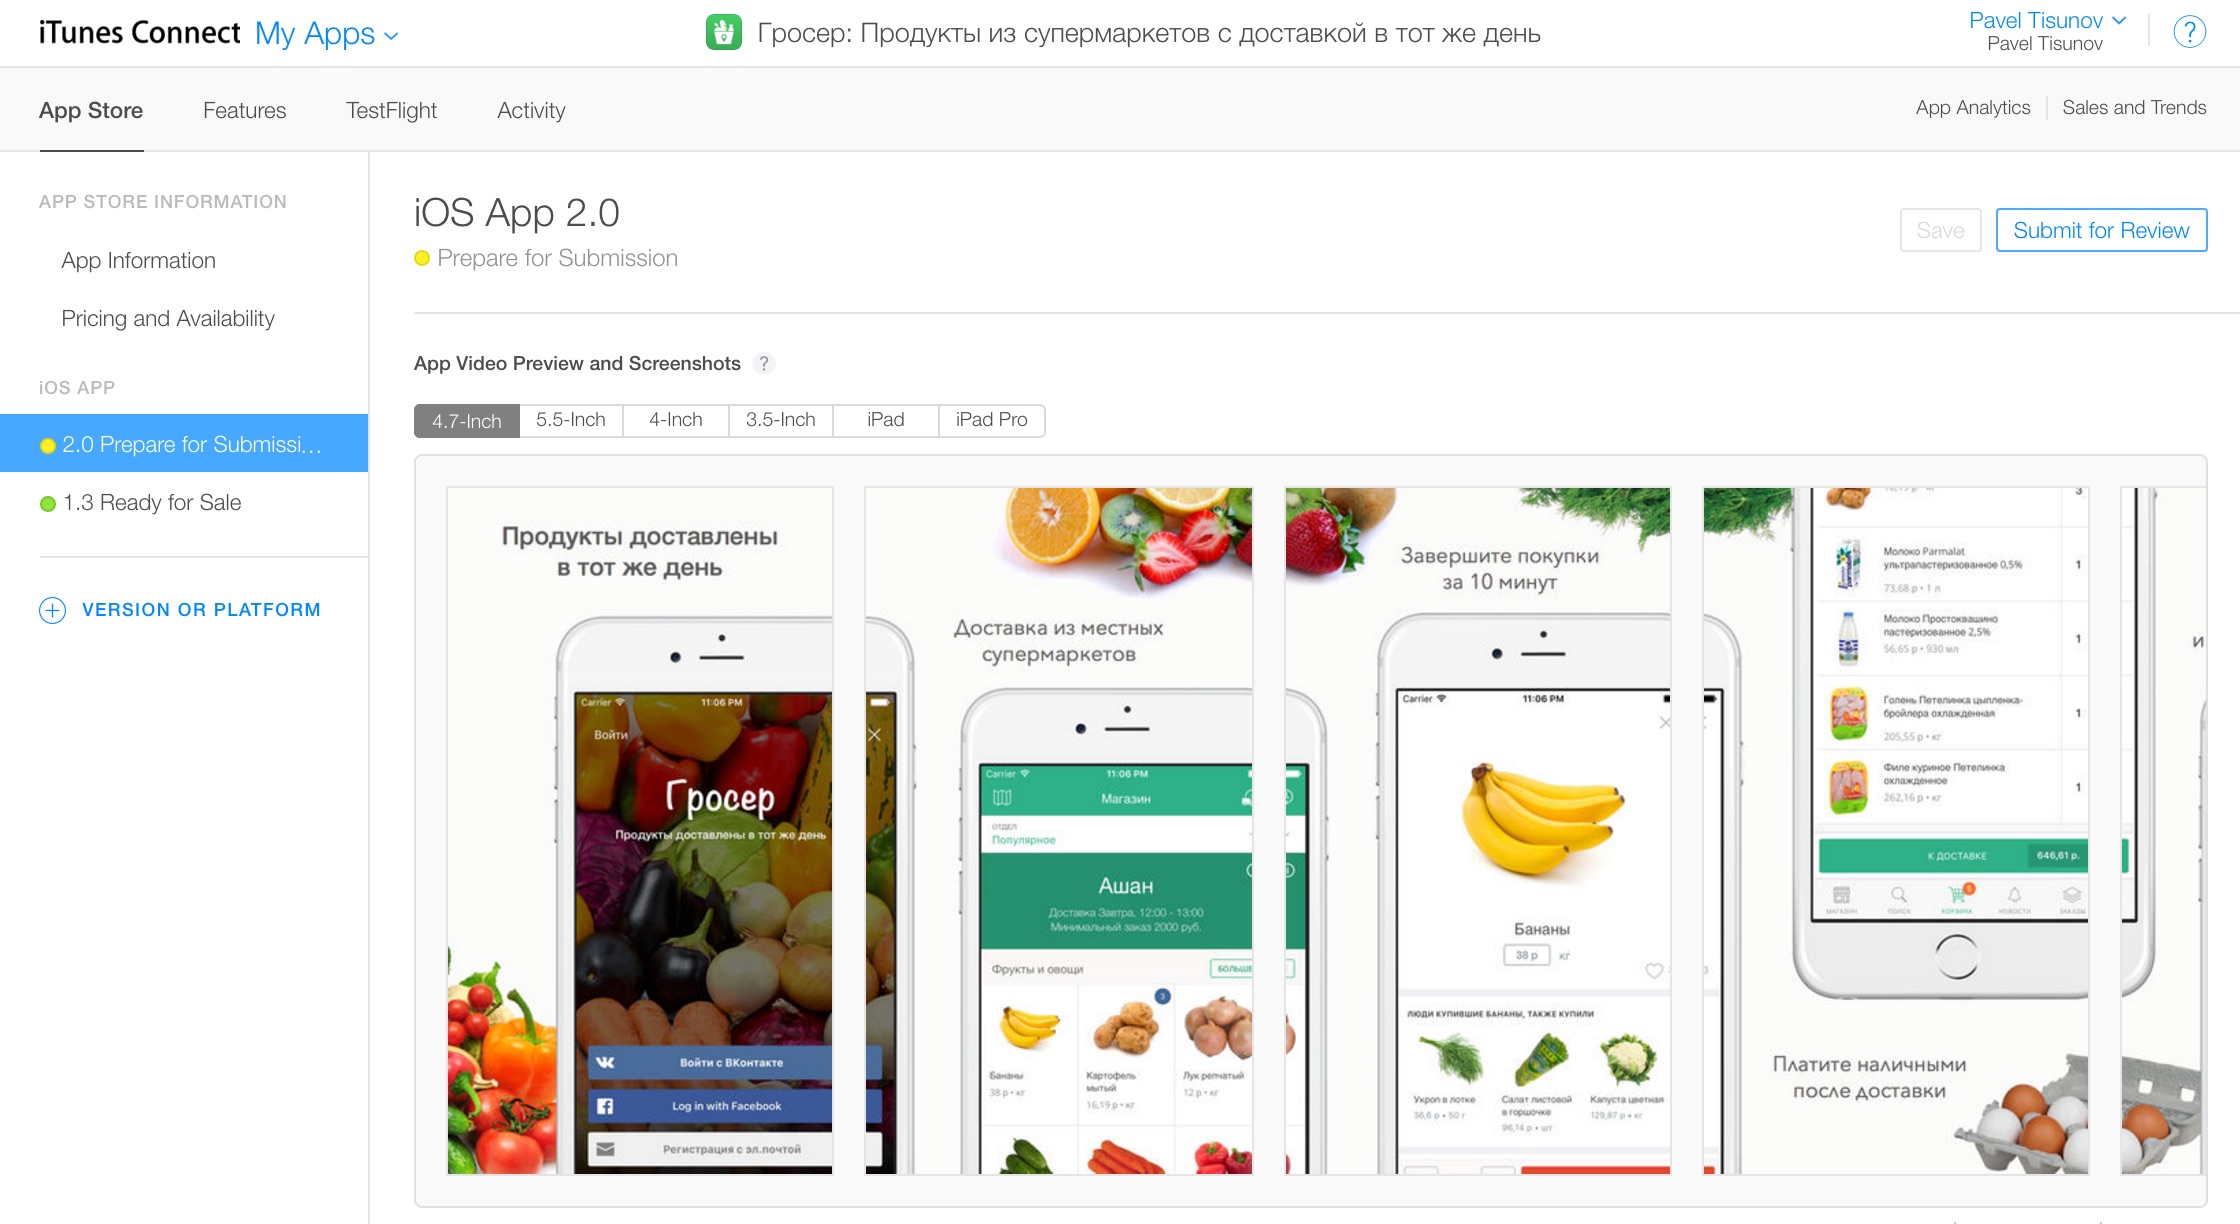 iTunes Connect My Apps
Гросер: Продукты из супермаркетов с доставкой в тот же день
Pavel Tisunov
Pavel Tisunov
?
App Store Features TestFlight Activity
App Analytics Sales and Trends
APP STORE INFORMATION
App Information
Pricing and Availability
iOS APP
2.0 Prepare for Submissi...
1.3 Ready for Sale
VERSION OR PLATFORM
iOS App 2.0
Prepare for Submission
Save Submit for Review
App Video Preview and Screenshots ?
4.7-Inch 5.5-Inch 4-Inch 3.5-Inch iPad iPad Pro
Продукты доставлены
в тот же день
Carrier 11:06 PM
Войти
Гросер
Продукты доставлены в тот же день
Войти с ВКонтакте
Log in with Facebook
Регистрация с эл.почтой
Доставка из местных
супермаркетов
Carrier 11:06 PM
Магазин
ОТДЕЛ
Популярное
Ашан
Доставка Завтра, 12:00 - 13:00
Минимальный заказ 2000 руб.
Фрукты и овощи БОЛЬШЕ
3
Бананы
38 р • кг
Картофель
мытый
16,19 р • кг
Лук репчатый
12 р • кг
Завершите покупки
за 10 минут
Carrier 11:06 PM
Бананы
38 р кг
ЛЮДИ КУПИВШИЕ БАНАНЫ, ТАКЖЕ КУПИЛИ
Укроп в лотке
36,6 р • 50 г
Салат листовой
в горшочке
96,14 р • шт
Капуста цветная
129,87 р • кг
3
Молоко Parmalat
ультрапастеризованное 0,5%
73,68 р • 1 л
1
Молоко Простоквашино
пастеризованное 2,5%
56,65 р • 930 мл
1
Голень Петелинка цыпленка-
бройлера охлажденная
205,55 р • кг
1
Филе куриное Петелинка
охлажденное
262,16 р • кг
1
К ДОСТАВКЕ 646,61 р.
МАГАЗИН ПОИСК КОРЗИНА НОВОСТИ ЗАКАЗЫ
Платите наличными
после доставки
и